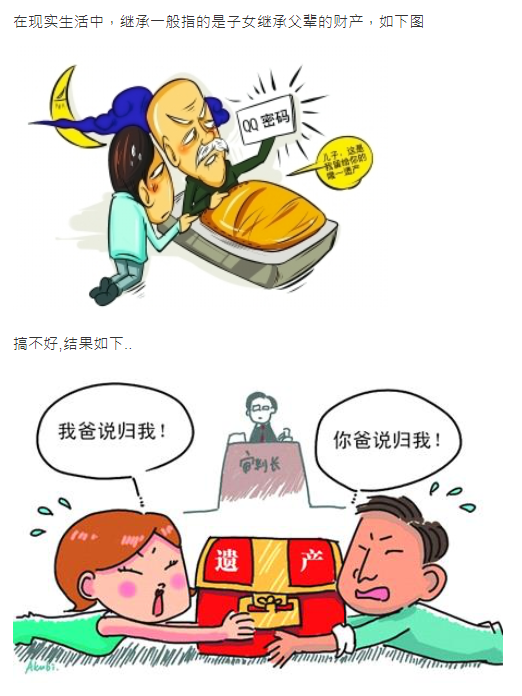 在现实生活中，继承一般指的是子女继承父辈的财产，如下图
QQ 密码
儿子，这是
我留给你的
唯一遗产
搞不好,结果如下..
我爸说归我！
你爸说归我！
审判长
遗 产